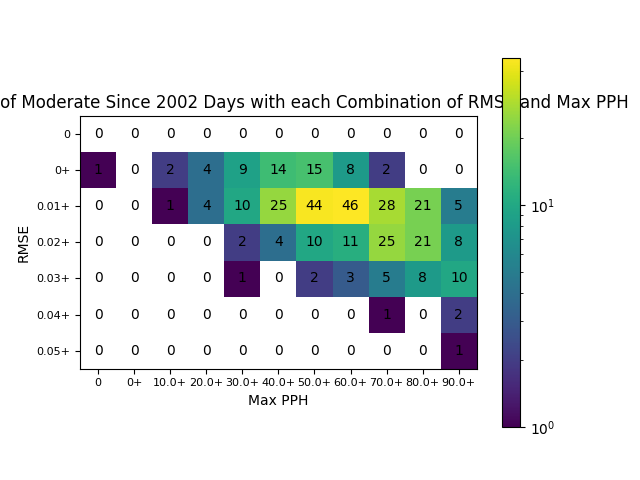 of Moderate Since 2002 Days with each Combination of RMS and Max PPH
RMSE
0 0 0 0 0 0 0 0 0 0 0 0
0+ 1 0 2 4 9 14 15 8 2 0 0
0.01+ 0 0 1 4 10 25 44 46 28 21 5
0.02+ 0 0 0 0 2 4 10 11 25 21 8
0.03+ 0 0 0 0 1 0 2 3 5 8 10
0.04+ 0 0 0 0 0 0 0 0 1 0 2
0.05+ 0 0 0 0 0 0 0 0 0 0 1
0 0+ 10.0+ 20.0+ 30.0+ 40.0+ 50.0+ 60.0+ 70.0+ 80.0+ 90.0+
Max PPH
10¹
10⁰